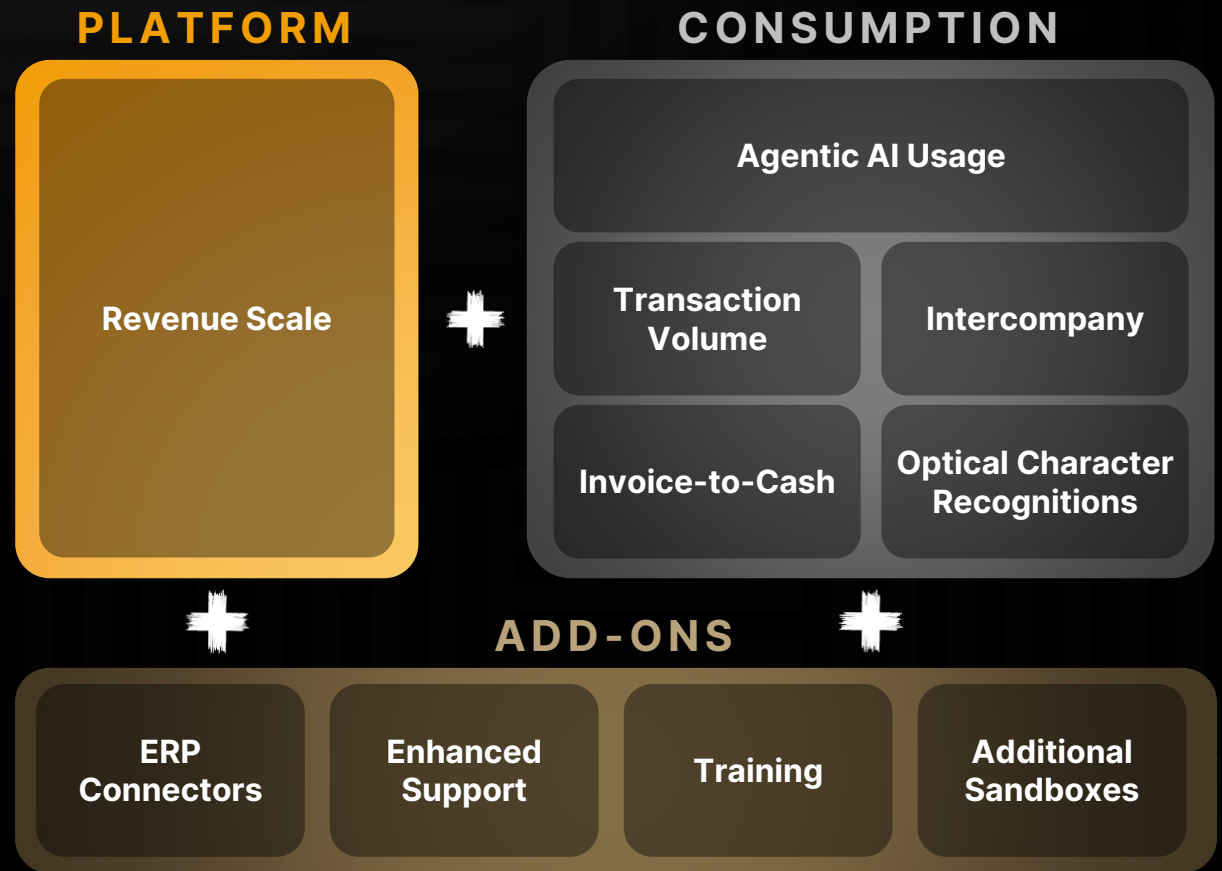 PLATFORM
CONSUMPTION
Revenue Scale
Agentic AI Usage
Transaction
Volume
Intercompany
Invoice-to-Cash
Optical Character
Recognitions
ADD-ONS
ERP
Connectors
Enhanced
Support
Training
Additional
Sandboxes